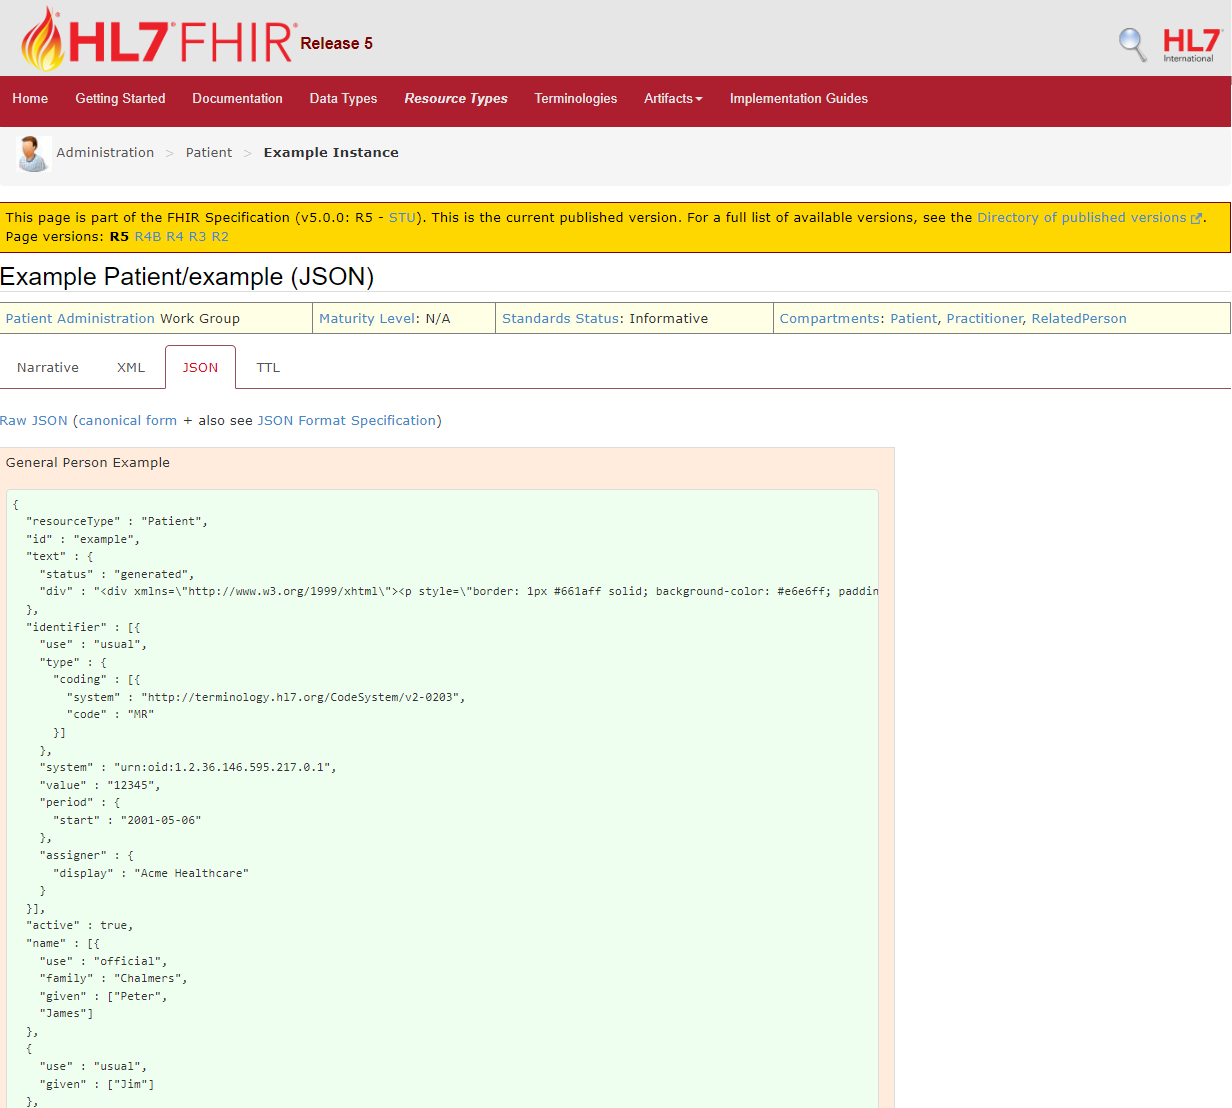 HL7 FHIR Release 5
HL7
International
Home Getting Started Documentation Data Types Resource Types Terminologies Artifacts Implementation Guides
Administration > Patient > Example Instance
This page is part of the FHIR Specification (v5.0.0: R5 - STU). This is the current published version. For a full list of available versions, see the Directory of published versions.
Page versions: R5 R4B R4 R3 R2
Example Patient/example (JSON)
Patient Administration Work Group Maturity Level: N/A Standards Status: Informative Compartments: Patient, Practitioner, RelatedPerson
Narrative XML JSON TTL
Raw JSON (canonical form + also see JSON Format Specification)
General Person Example
{
  "resourceType" : "Patient",
  "id" : "example",
  "text" : {
    "status" : "generated",
    "div" : "<div xmlns=\"http://www.w3.org/1999/xhtml\"><p style=\"border: 1px #661aff solid; background-color: #e6e6ff; paddin
  },
  "identifier" : [{
    "use" : "usual",
    "type" : {
      "coding" : [{
        "system" : "http://terminology.hl7.org/CodeSystem/v2-0203",
        "code" : "MR"
      }]
    },
    "system" : "urn:oid:1.2.36.146.595.217.0.1",
    "value" : "12345",
    "period" : {
      "start" : "2001-05-06"
    },
    "assigner" : {
      "display" : "Acme Healthcare"
    }
  }],
  "active" : true,
  "name" : [{
    "use" : "official",
    "family" : "Chalmers",
    "given" : ["Peter",
    "James"]
  },
  {
    "use" : "usual",
    "given" : ["Jim"]
  },